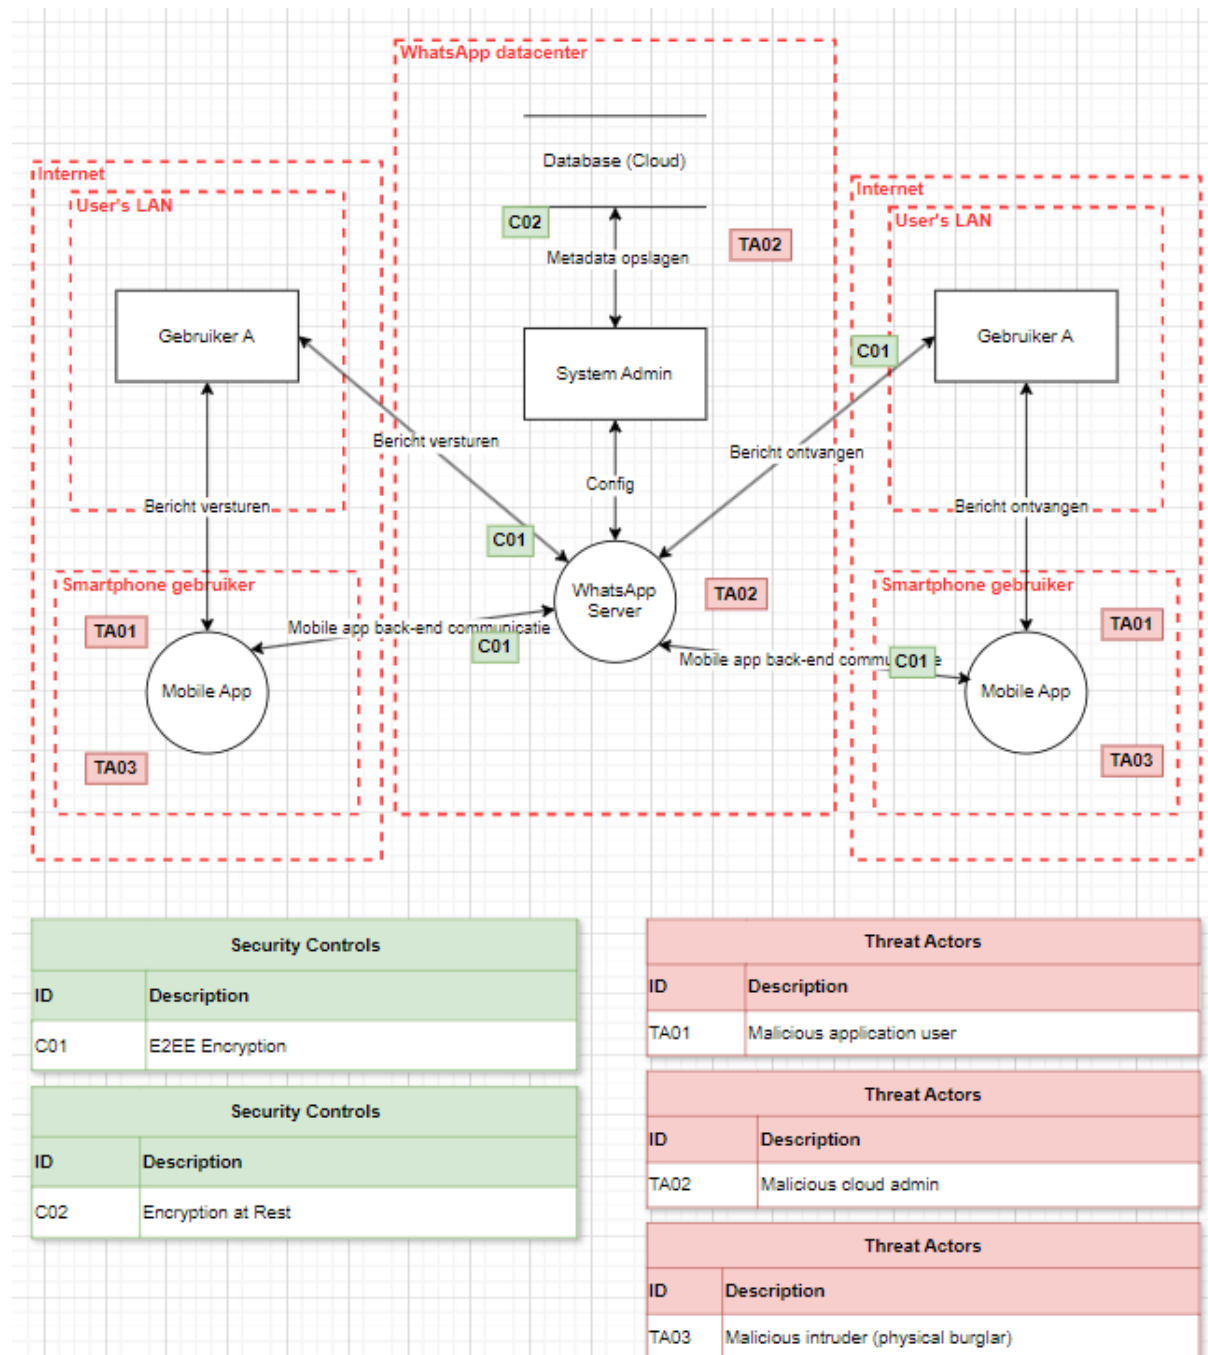 WhatsApp datacenter
Database (Cloud)
C02
TA02
Metadata opslagen
System Admin
Config
Internet
User's LAN
Gebruiker A
Bericht versturen
Bericht versturen
C01
Smartphone gebruiker
TA01
Mobile app back-end communicatie
C01
Mobile App
TA03
WhatsApp
Server
TA02
Internet
User's LAN
Gebruiker A
C01
Bericht ontvangen
Bericht ontvangen
Smartphone gebruiker
TA01
Mobile app back-end commu
C01
e
Mobile App
TA03
Security Controls
ID Description
C01 E2EE Encryption
Security Controls
ID Description
C02 Encryption at Rest
Threat Actors
ID Description
TA01 Malicious application user
Threat Actors
ID Description
TA02 Malicious cloud admin
Threat Actors
ID Description
TA03 Malicious intruder (physical burglar)